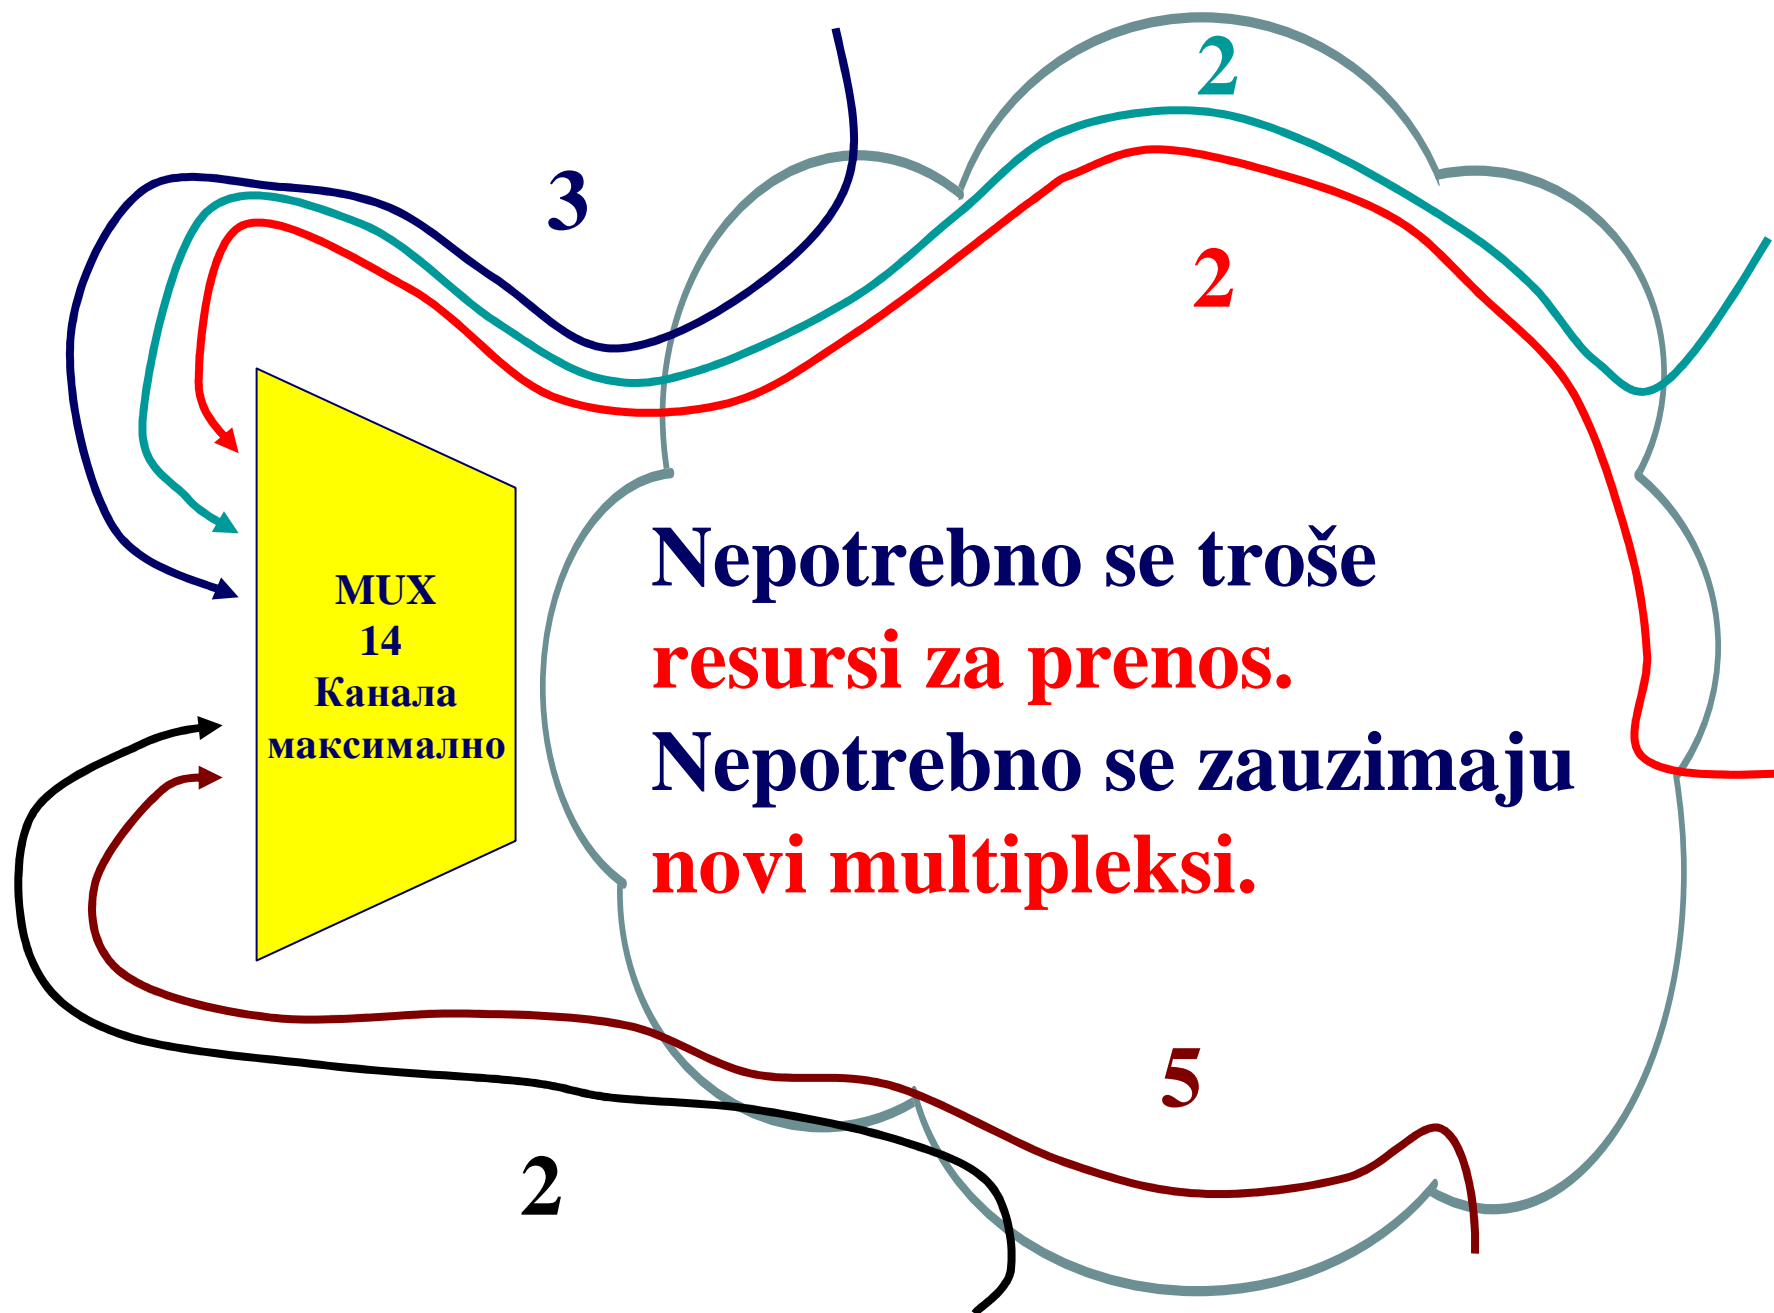 2
3
2
MUX
14
Канала
максимално
Nepotrebno se troše
resursi za prenos.
Nepotrebno se zauzimaju
novi multipleksi.
5
2